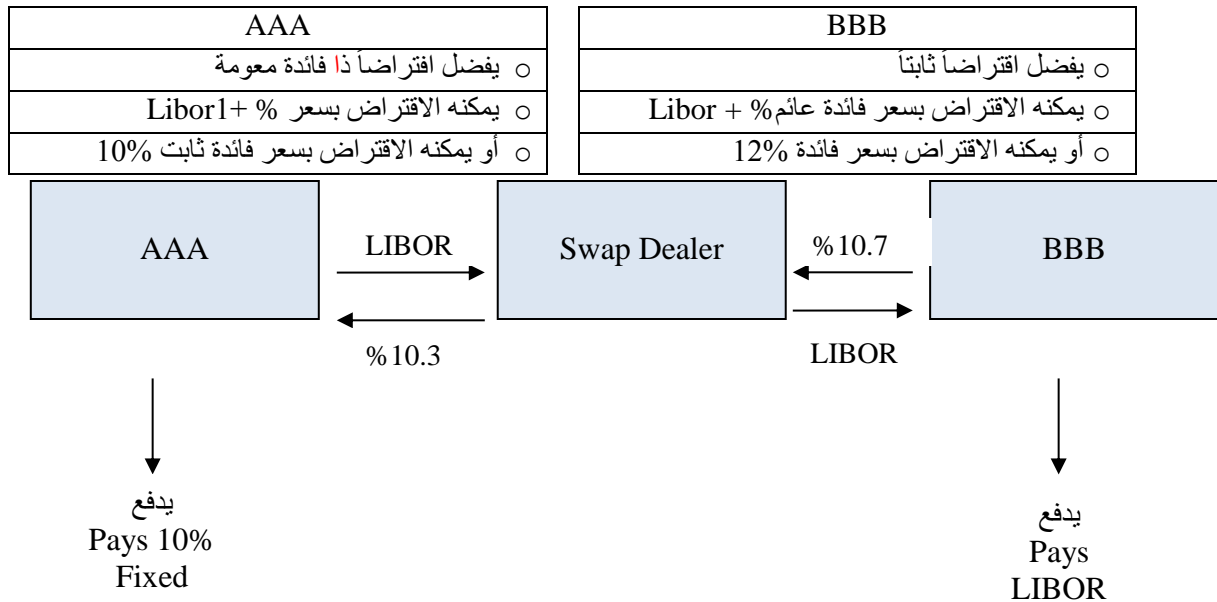 AAA
○ يفضل اقتراضاً ذا فائدة معومة
○ يمكنه الاقتراض بسعر % +Libor1
○ أو يمكنه الاقتراض بسعر فائدة ثابت 10%
BBB
○ يفضل اقتراضاً ثابتاً
○ يمكنه الاقتراض بسعر فائدة عائم% + Libor
○ أو يمكنه الاقتراض بسعر فائدة 12%
AAA
LIBOR
Swap Dealer
%10.7
BBB
%10.3
LIBOR
يدفع
Pays 10%
Fixed
يدفع
Pays
LIBOR